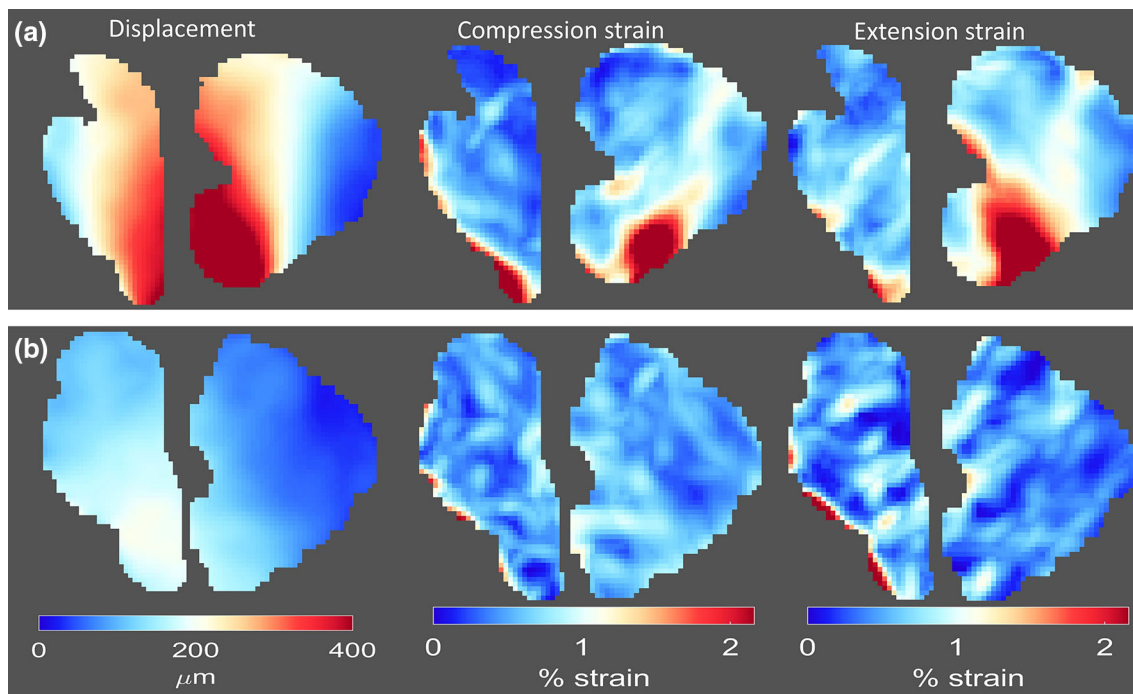 (a) Displacement Compression strain Extension strain
(b)
0 200 400 0 1 2 0 1 2
μm % strain % strain